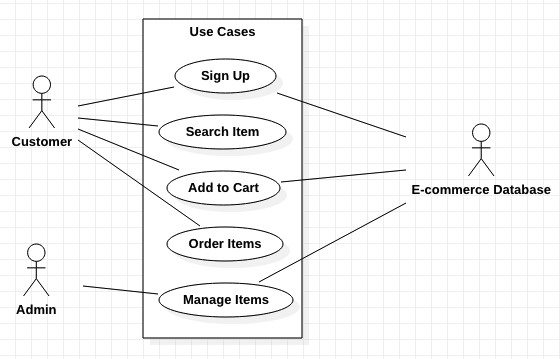 Use Cases
Sign Up
Search Item
Customer
Add to Cart
E-commerce Database
Order Items
Manage Items
Admin